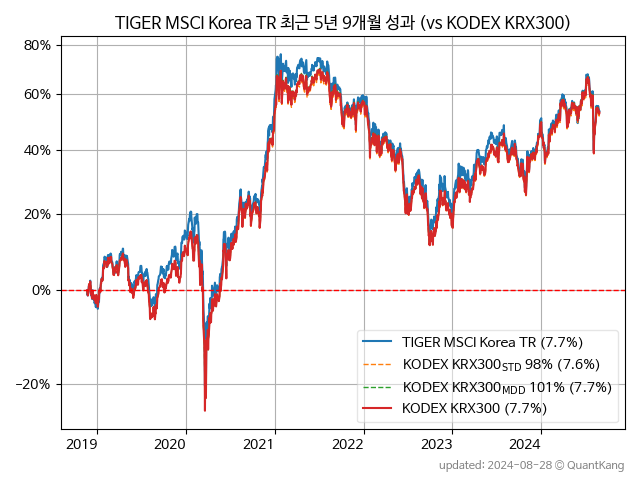 TIGER MSCI Korea TR 최근 5년 9개월 성과 (vs KODEX KRX300)
80%
60%
40%
20%
0%
−20%
TIGER MSCI Korea TR (7.7%)
KODEX KRX300STD 98% (7.6%)
KODEX KRX300MDD 101% (7.7%)
KODEX KRX300 (7.7%)
2019 2020 2021 2022 2023 2024
updated: 2024-08-28 © QuantKang